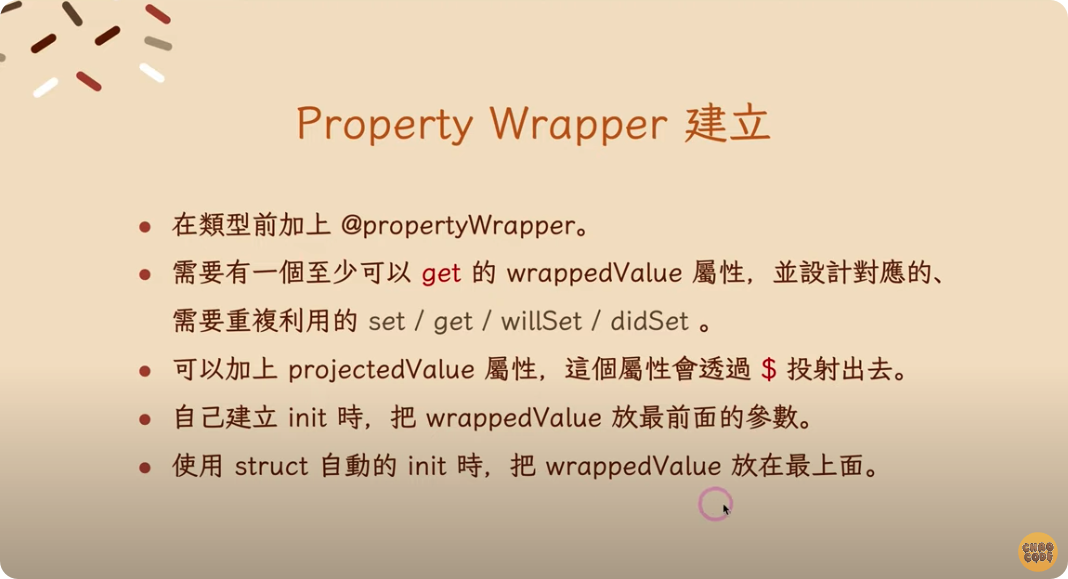 Property Wrapper 建立
• 在類型前加上 @propertyWrapper。
• 需要有一個至少可以 get 的 wrappedValue 屬性，並設計對應的、
需要重複利用的 set / get / willSet / didSet 。
• 可以加上 projectedValue 屬性，這個屬性會透過 $ 投射出去。
• 自己建立 init 時，把 wrappedValue 放最前面的參數。
• 使用 struct 自動的 init 時，把 wrappedValue 放在最上面。
CHAO
CODE